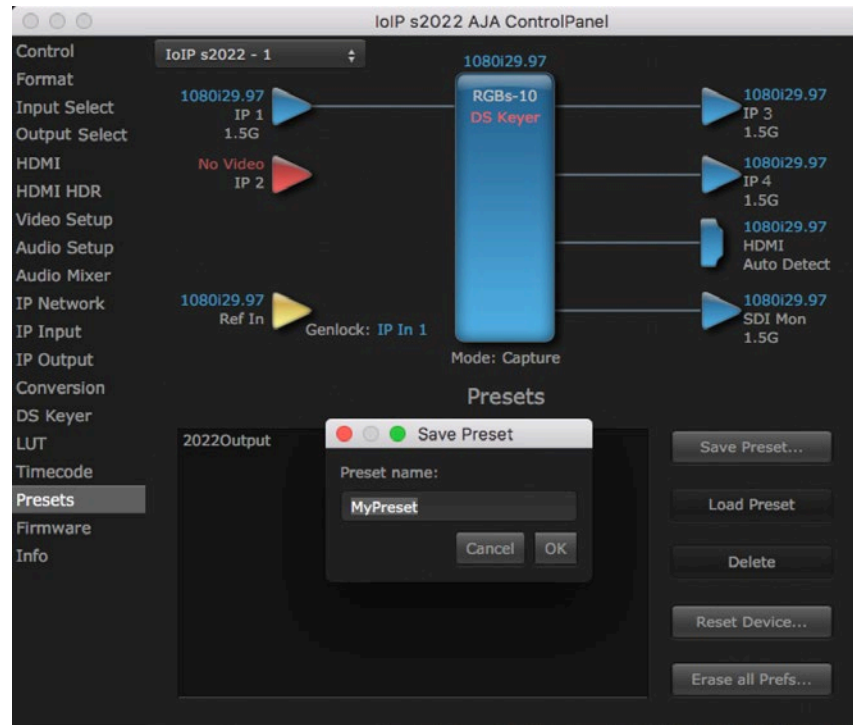 IoIP s2022 AJA ControlPanel
Control
Format
Input Select
Output Select
HDMI
HDMI HDR
Video Setup
Audio Setup
Audio Mixer
IP Network
IP Input
IP Output
Conversion
DS Keyer
LUT
Timecode
Presets
Firmware
Info
IoIP s2022 - 1
1080i29.97
IP 1
1.5G
No Video
IP 2
1080i29.97
Ref In
Genlock: IP In 1
1080i29.97
RGBs-10
DS Keyer
Mode: Capture
1080i29.97
IP 3
1.5G
1080i29.97
IP 4
1.5G
1080i29.97
HDMI
Auto Detect
1080i29.97
SDI Mon
1.5G
Presets
2022Output
Save Preset
Preset name:
MyPreset
Cancel
OK
Save Preset...
Load Preset
Delete
Reset Device...
Erase all Prefs...